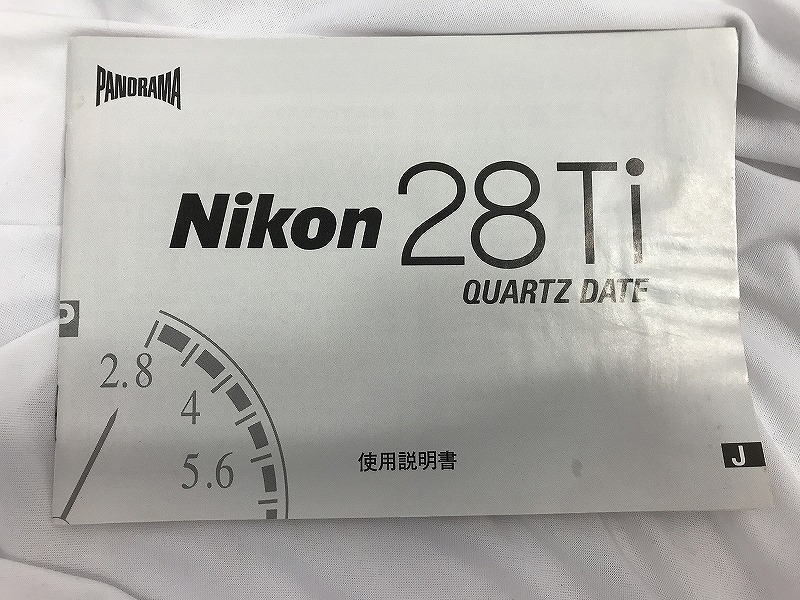 PANORAMA
Nikon 28Ti
QUARTZ DATE
P
2.8
4
5.6
使用説明書
J